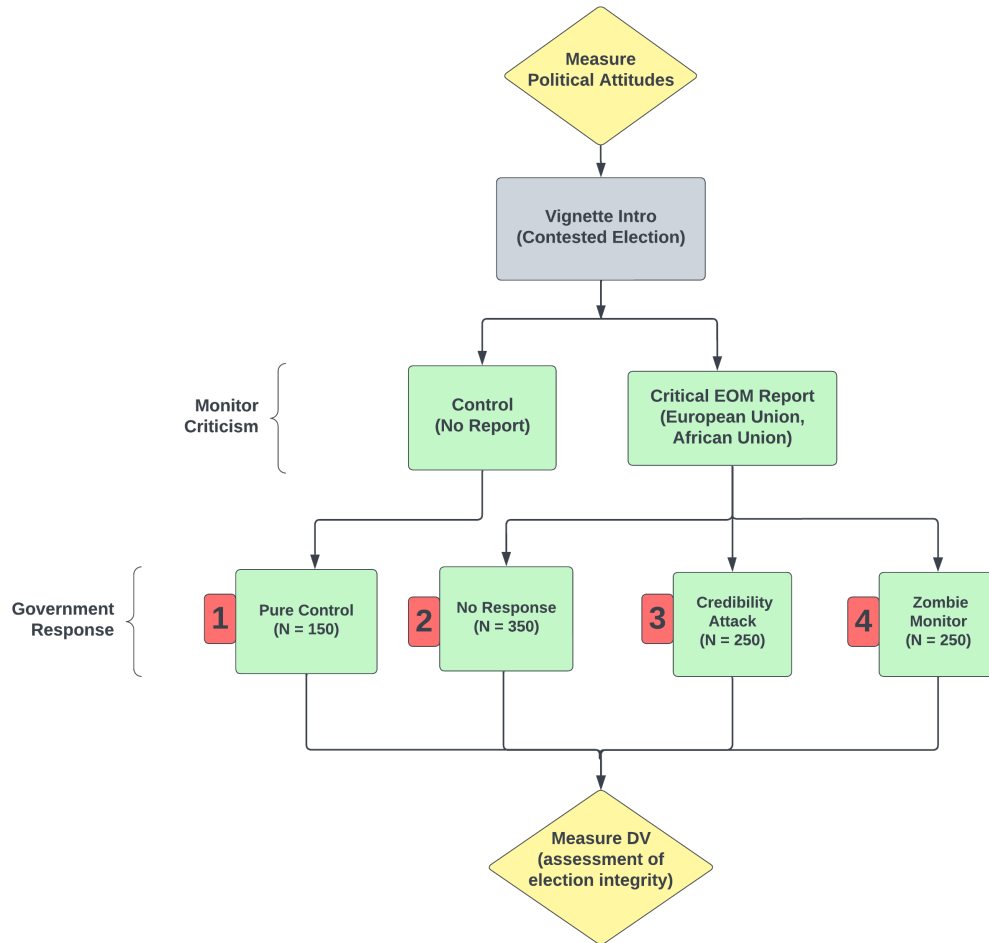 Measure
Political Attitudes
Vignette Intro
(Contested Election)
Monitor
Criticism
Control
(No Report)
Critical EOM Report
(European Union,
African Union)
Government
Response
1
Pure Control
(N = 150)
2
No Response
(N = 350)
3
Credibility
Attack
(N = 250)
4
Zombie
Monitor
(N = 250)
Measure DV
(assessment of
election integrity)